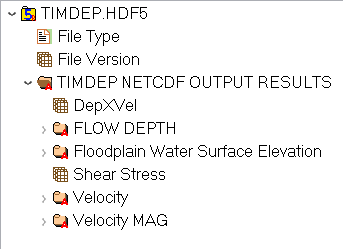 TIMDEP.HDF5
File Type
File Version
TIMDEP NETCDF OUTPUT RESULTS
DepXVel
FLOW DEPTH
Floodplain Water Surface Elevation
Shear Stress
Velocity
Velocity MAG